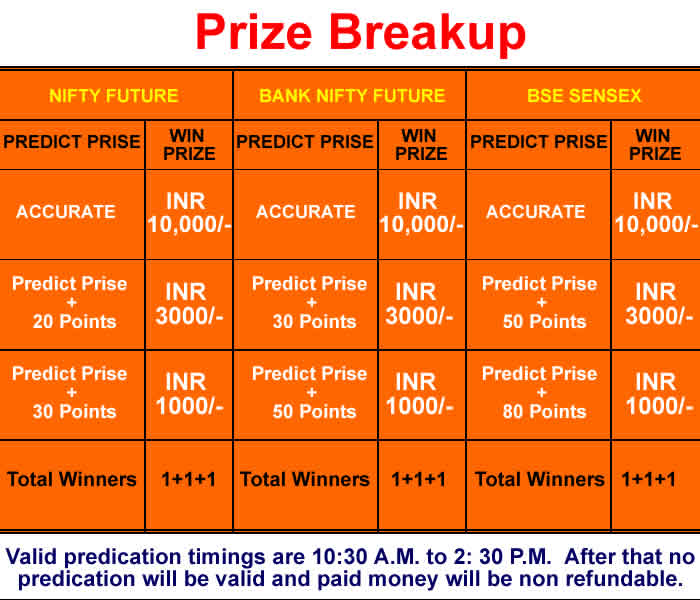 Prize Breakup
NIFTY FUTURE BANK NIFTY FUTURE BSE SENSEX
PREDICT PRISE WIN PRIZE PREDICT PRISE WIN PRIZE PREDICT PRISE WIN PRIZE
ACCURATE INR 10,000/- ACCURATE INR 10,000/- ACCURATE INR 10,000/-
Predict Prise + 20 Points INR 3000/- Predict Prise + 30 Points INR 3000/- Predict Prise + 50 Points INR 3000/-
Predict Prise + 30 Points INR 1000/- Predict Prise + 50 Points INR 1000/- Predict Prise + 80 Points INR 1000/-
Total Winners 1+1+1 Total Winners 1+1+1 Total Winners 1+1+1
Valid predication timings are 10:30 A.M. to 2: 30 P.M. After that no
predication will be valid and paid money will be non refundable.